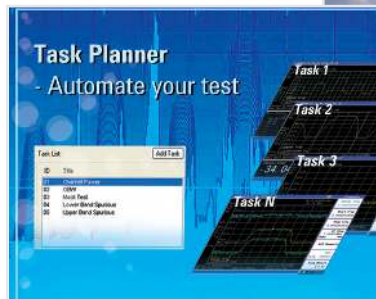 Task Planner
- Automate your test
Task 1
Task 2
Task 3
Task N
Task List
Add Task
ID Title
01 Channel Power
02 OBW
03 Mask Test
04 Lower Band Spurious
05 Upper Band Spurious